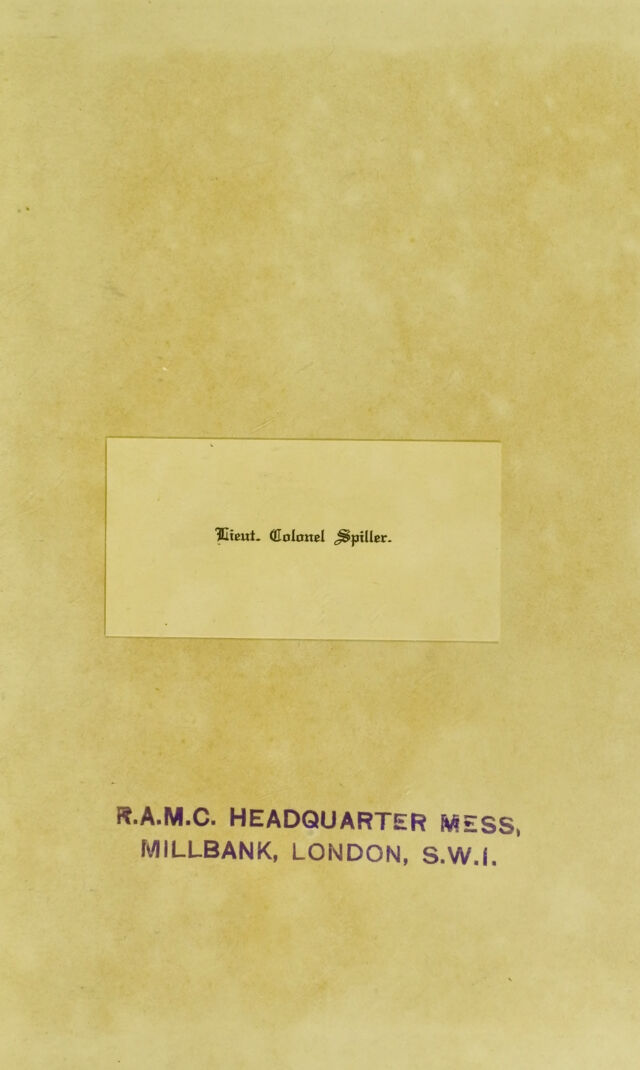 Lieut. Colonel Spiller.
R.A.M.C. HEADQUARTER MESS,
MILLBANK, LONDON, S.W.1.